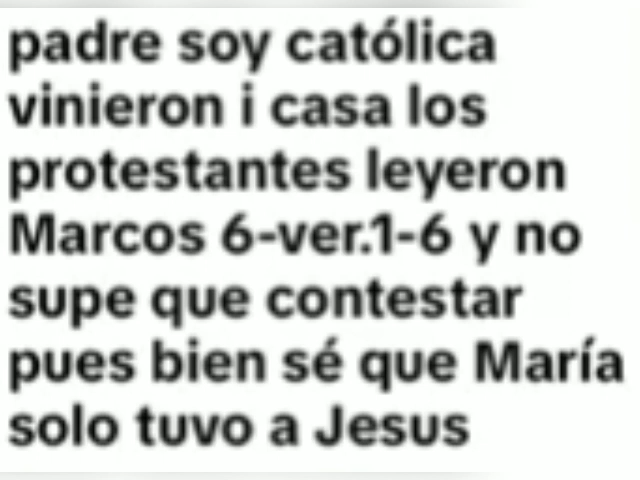 padre soy católica
vinieron i casa los
protestantes leyeron
Marcos 6-ver.1-6 y no
supe que contestar
pues bien sé que María
solo tuvo a Jesus